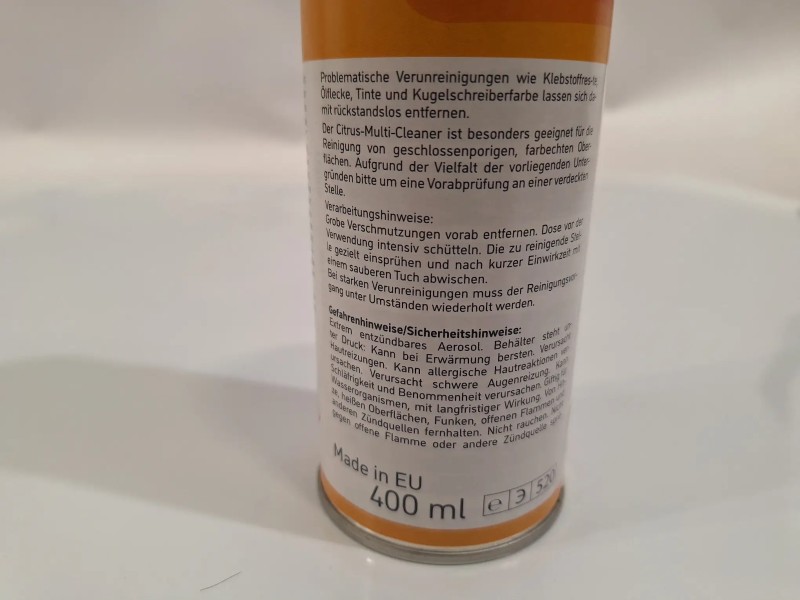 Problematische Verunreinigungen wie Klebstoffres-te,
Ölflecke, Tinte und Kugelschreiberfarbe lassen sich da-
mit rückstandslos entfernen.
Der Citrus-Multi-Cleaner ist besonders geeignet für die
Reinigung von geschlossenporigen, farbechten Ober-
flächen. Aufgrund der Vielfalt der vorliegenden Unter-
gründen bitte um eine Vorabprüfung an einer verdeckten
Stelle.
Verarbeitungshinweise:
Grobe Verschmutzungen vorab entfernen. Dose vor der
Verwendung intensiv schütteln. Die zu reinigende Stel-
le gezielt einsprühen und nach kurzer Einwirkzeit mit
einem sauberen Tuch abwischen.
Bei starken Verunreinigungen muss der Reinigungsvor-
gang unter Umständen wiederholt werden.
Gefahrenhinweise/Sicherheitshinweise:
Extrem entzündbares Aerosol. Behälter steht un-
ter Druck: Kann bei Erwärmung bersten. Verursacht
Hautreizungen. Kann allergische Hautreaktionen ver-
ursachen. Verursacht schwere Augenreizung. Kann
Schläfrigkeit und Benommenheit verursachen. Giftig für
Wasserorganismen, mit langfristiger Wirkung. Von Hit-
ze, heißen Oberflächen, Funken, offenen Flammen und
anderen Zündquellen fernhalten. Nicht rauchen. Nicht
gegen offene Flamme oder andere Zündquelle
Made in EU
400 ml e 3 520